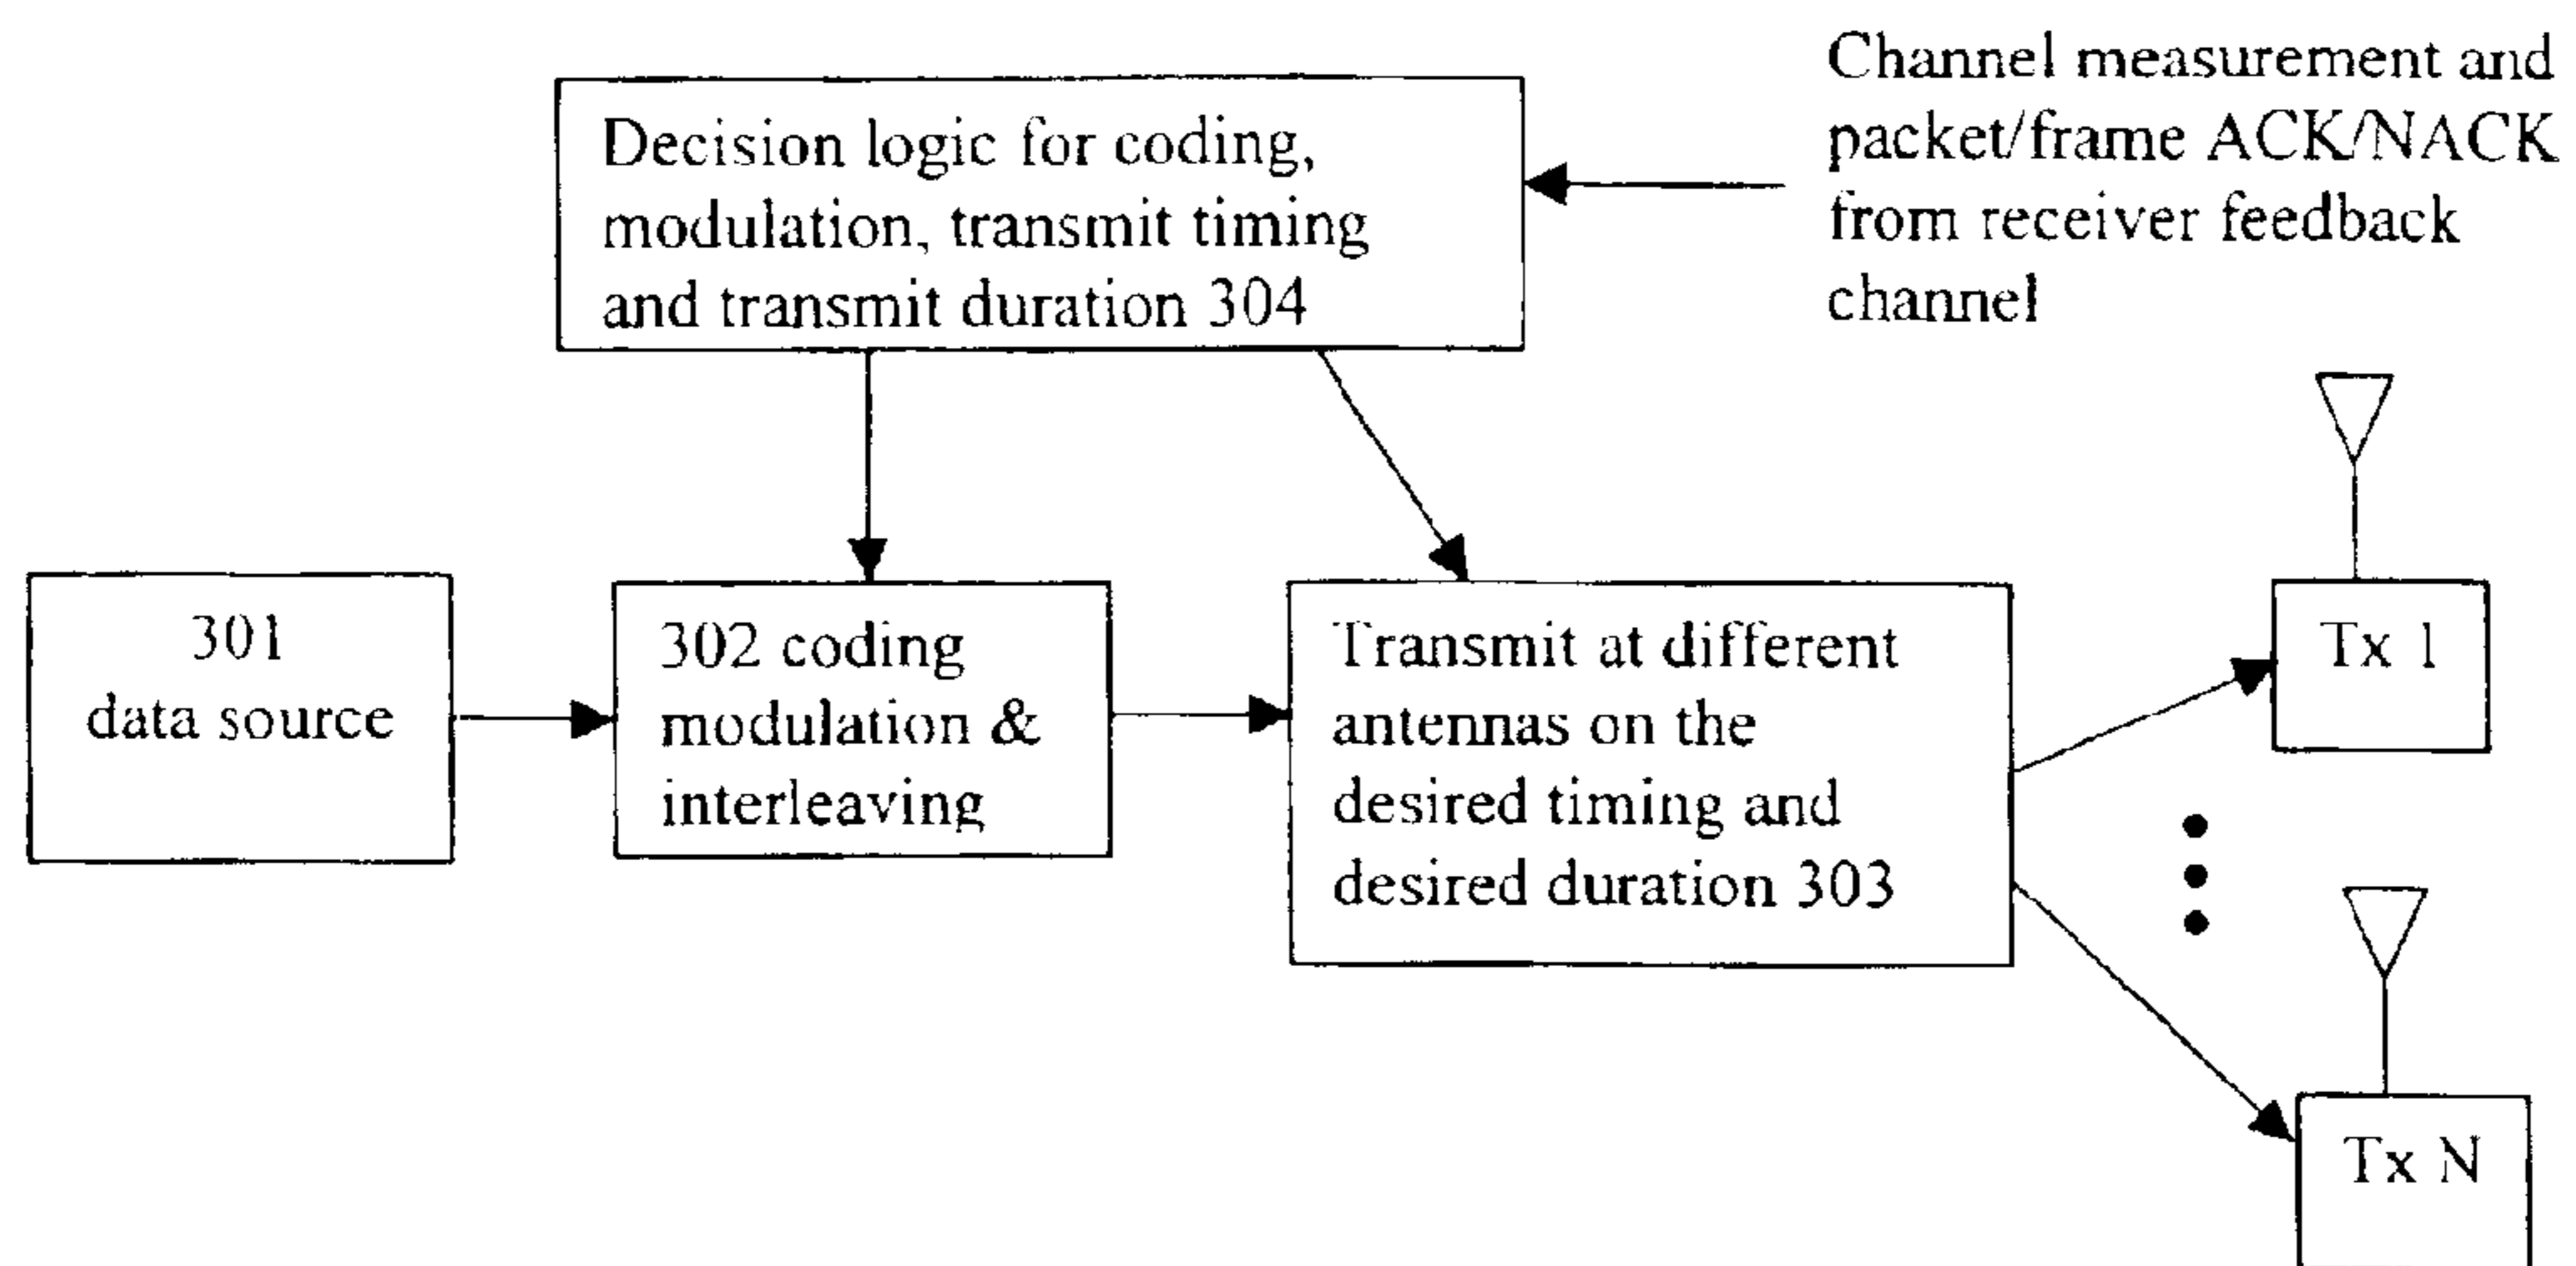 Channel measurement and
packet/frame ACK/NACK
from receiver feedback
channel
Decision logic for coding,
modulation, transmit timing
and transmit duration 304
301
data source
302 coding
modulation &
interleaving
Transmit at different
antennas on the
desired timing and
desired duration 303
Tx 1
Tx N